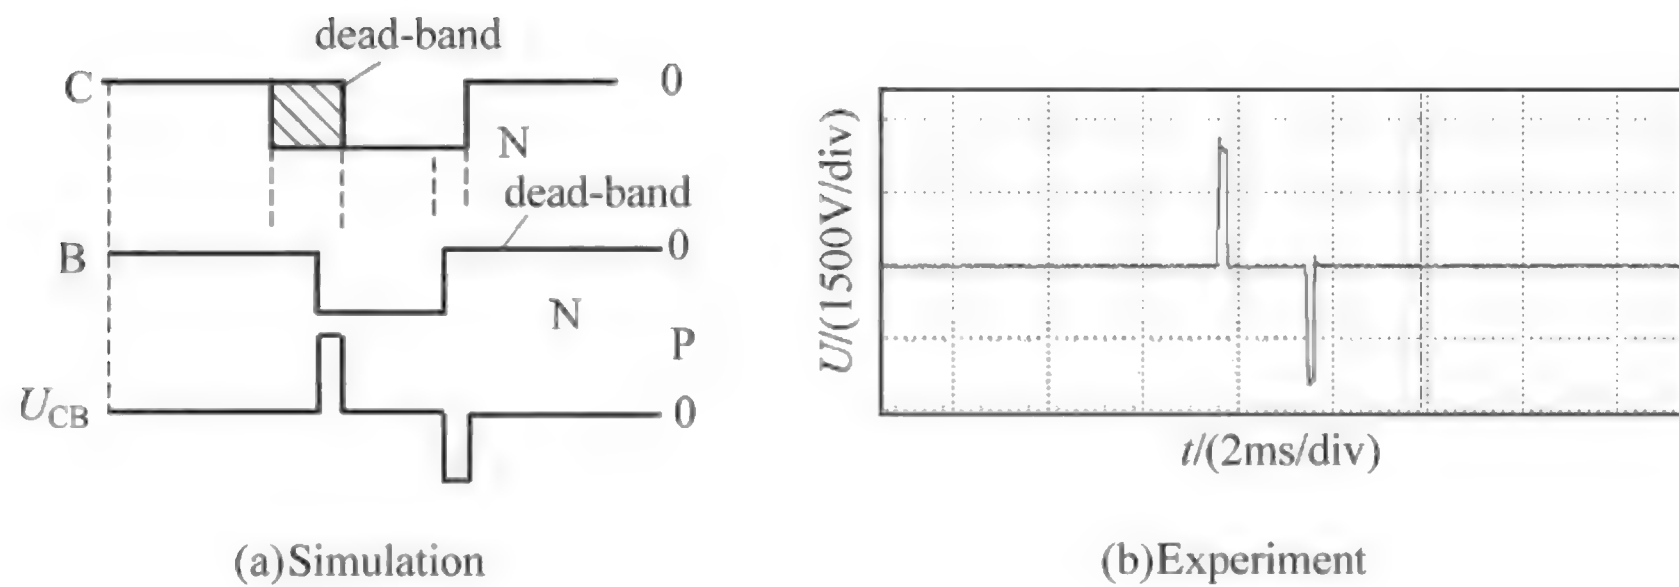 dead-band
C
0
N
dead-band
B
0
N
P
U_CB
0
(a)Simulation
U/(1500V/div)
t/(2ms/div)
(b)Experiment